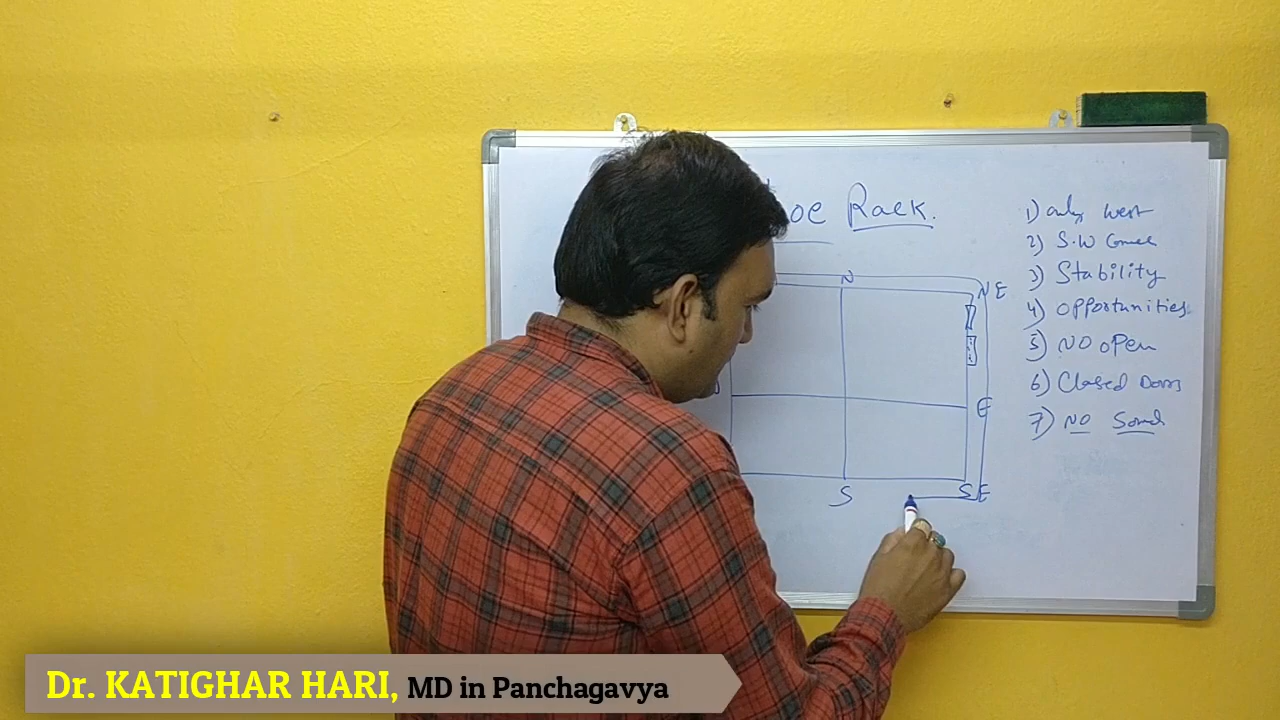 oe Rack.
1) only West
2) S.W Corner
3) Stability
4) Opportunities
5) NO open
6) Closed Doors
7) NO
N
NE
E
S
SE
Dr. KATIGHAR HARI, MD in Panchagavya